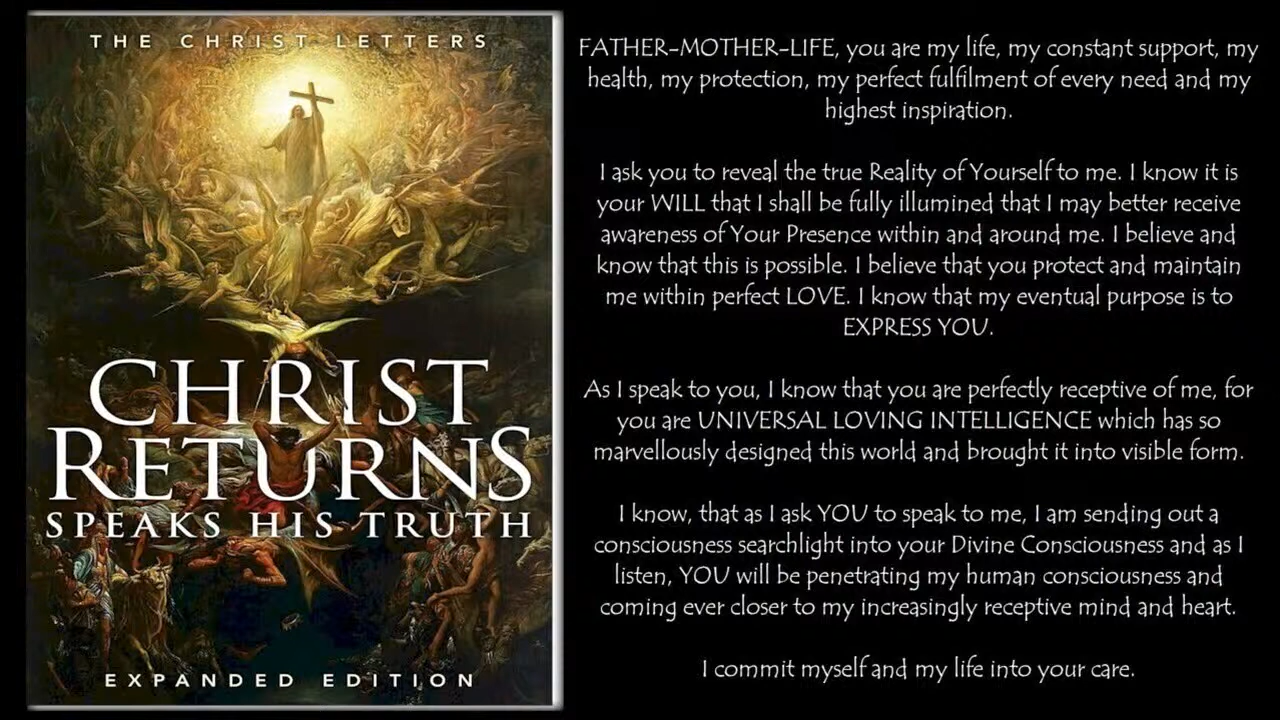 THE CHRIST LETTERS
CHRIST
RETURNS
SPEAKS HIS TRUTH
EXPANDED EDITION
FATHER-MOTHER-LIFE, you are my life, my constant support, my
health, my protection, my perfect fulfilment of every need and my
highest inspiration.
I ask you to reveal the true Reality of Yourself to me. I know it is
your WILL that I shall be fully illumined that I may better receive
awareness of Your Presence within and around me. I believe and
know that this is possible. I believe that you protect and maintain
me within perfect LOVE. I know that my eventual purpose is to
EXPRESS YOU.
As I speak to you, I know that you are perfectly receptive of me, for
you are UNIVERSAL LOVING INTELLIGENCE which has so
marvellously designed this world and brought it into visible form.
I know, that as I ask YOU to speak to me, I am sending out a
consciousness searchlight into your Divine Consciousness and as I
listen, YOU will be penetrating my human consciousness and
coming ever closer to my increasingly receptive mind and heart.
I commit myself and my life into your care.